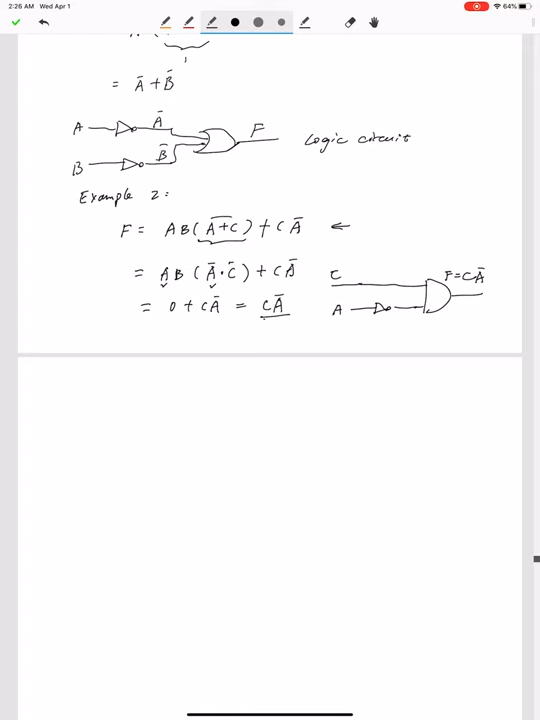 2:26 AM Wed Apr 1
64%
= Ā + B̄
A Ā F
Logic circuit
B B̄
Example 2:
F = AB(\overline{A+C}) + CĀ ←
= AB(Ā·C̄) + CĀ
C F=CĀ
= 0 + CĀ = CĀ
A